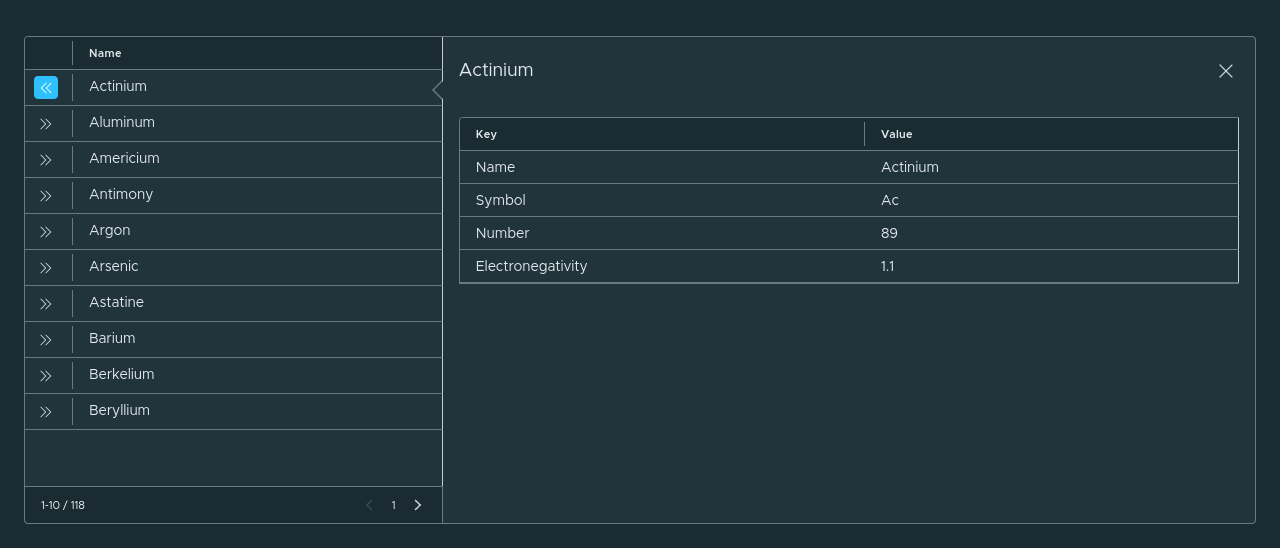 Name
Actinium
Aluminum
Americium
Antimony
Argon
Arsenic
Astatine
Barium
Berkelium
Beryllium
1-10 / 118
1
Actinium
Key Value
Name Actinium
Symbol Ac
Number 89
Electronegativity 1.1